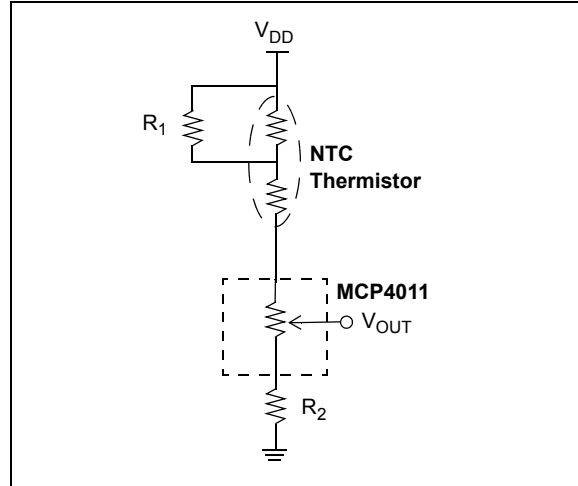 V_DD
R_1
NTC
Thermistor
MCP4011
V_OUT
R_2